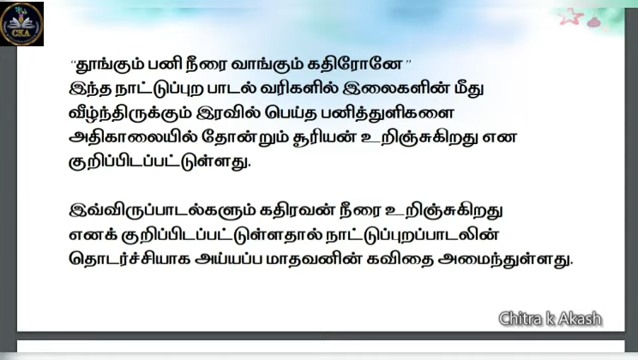 CKA
"தூங்கும் பனி நீரை வாங்கும் கதிரோனே"
இந்த நாட்டுப்புற பாடல் வரிகளில் இலைகளின் மீது
வீழ்ந்திருக்கும் இரவில் பெய்த பனித்துளிகளை
அதிகாலையில் தோன்றும் சூரியன் உறிஞ்சுகிறது என
குறிப்பிடப்பட்டுள்ளது.
இவ்விருப்பாடல்களும் கதிரவன் நீரை உறிஞ்சுகிறது
எனக் குறிப்பிடப்பட்டுள்ளதால் நாட்டுப்புறப்பாடலின்
தொடர்ச்சியாக அய்யப்ப மாதவனின் கவிதை அமைந்துள்ளது.
Chitra k Akash